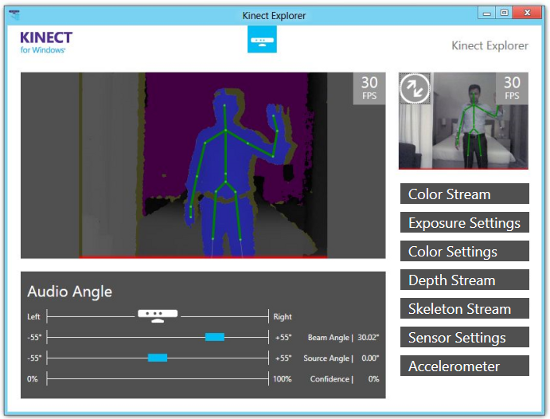 Kinect Explorer
KINECT
for Windows
Kinect Explorer
30
FPS
30
FPS
Color Stream
Exposure Settings
Color Settings
Depth Stream
Skeleton Stream
Sensor Settings
Accelerometer
Audio Angle
Left Right
-55° +55° Beam Angle | 30.02°
-55° +55° Source Angle | 0.00°
0% 100% Confidence | 0%